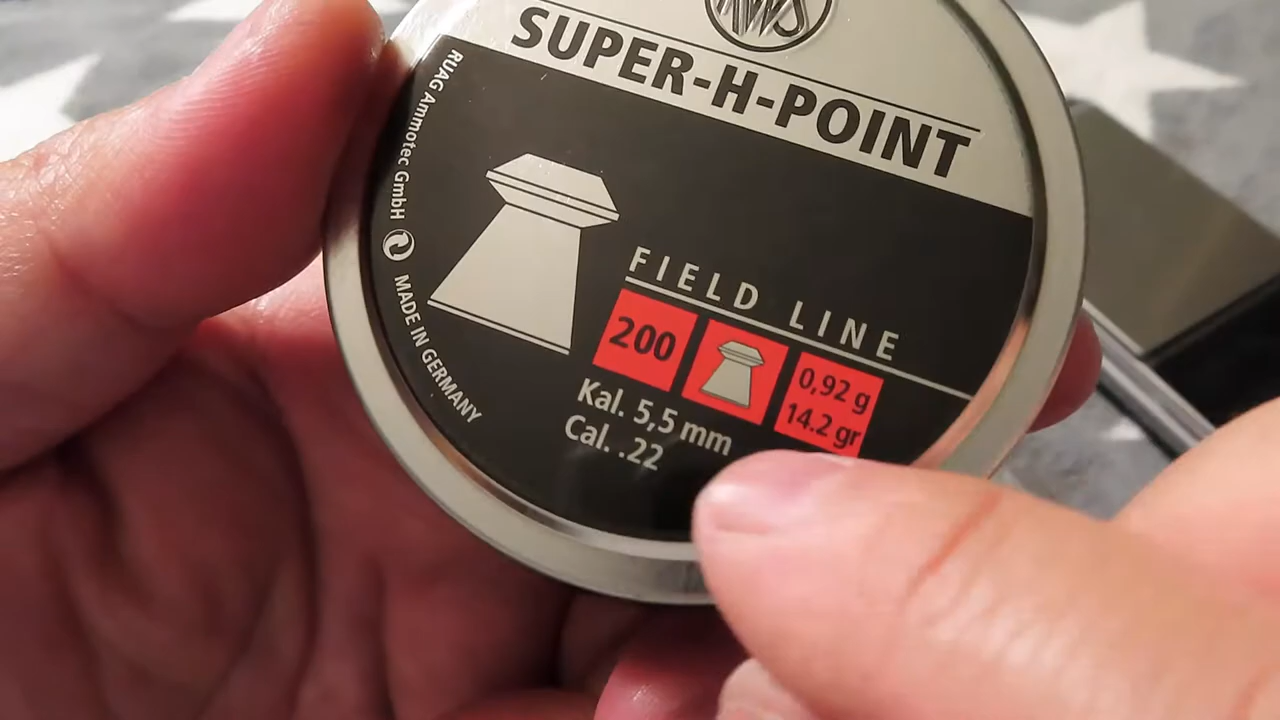 RWS
SUPER-H-POINT
RUAG Ammotec GmbH
MADE IN GERMANY
FIELD LINE
200
0,92 g
14.2 gr
Kal. 5,5 mm
Cal. .22